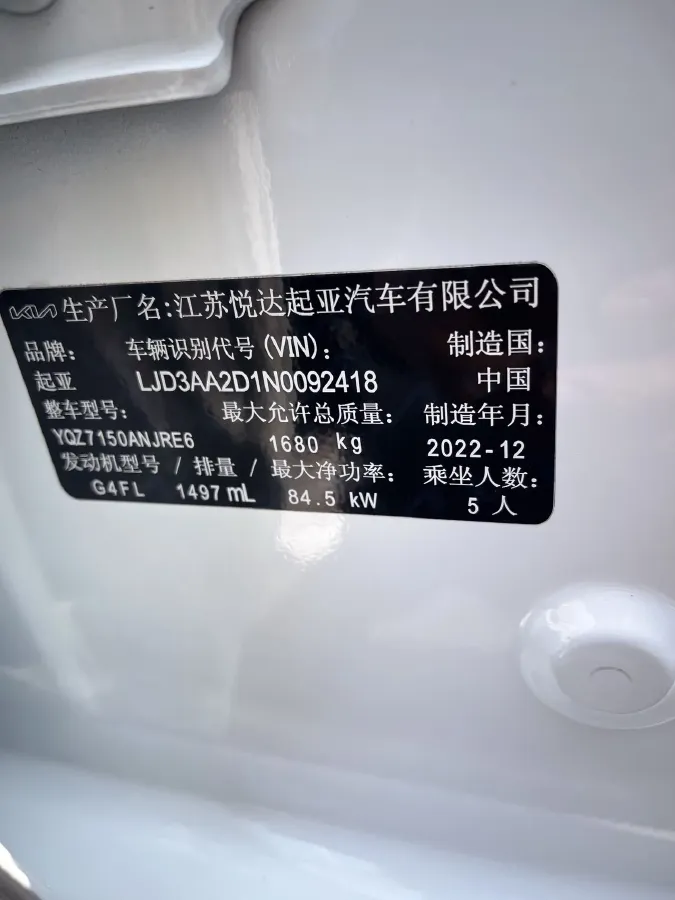 KIA 生产厂名:江苏悦达起亚汽车有限公司
品牌: 车辆识别代号(VIN): 制造国:
起亚 LJD3AA2D1N0092418 中国
整车型号: 最大允许总质量: 制造年月:
YQZ7150ANJRE6 1680 kg 2022-12
发动机型号 / 排量 / 最大净功率: 乘坐人数:
G4FL 1497 mL 84.5 kW 5 人